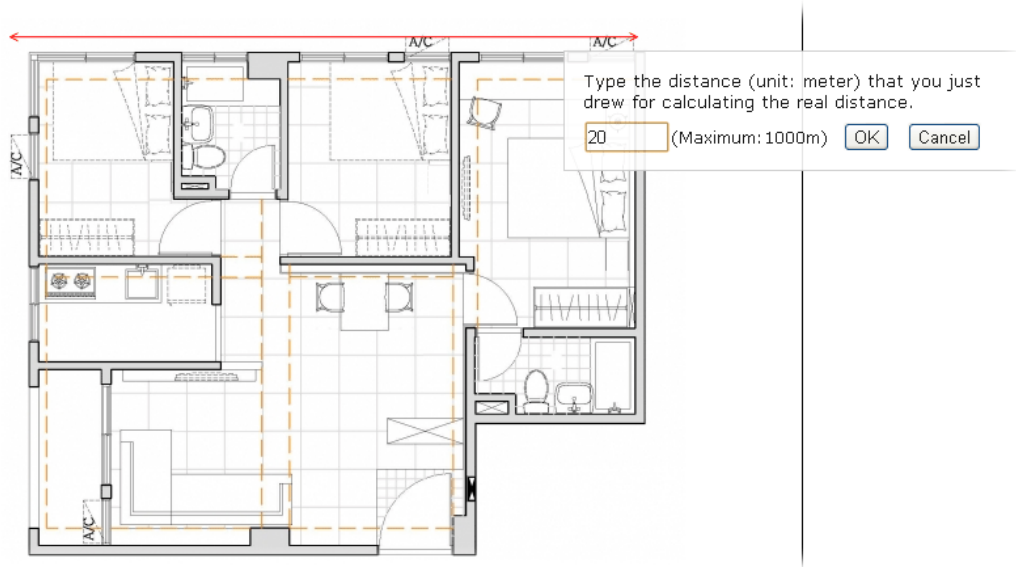 A/C
A/C
Type the distance (unit: meter) that you just
drew for calculating the real distance.
20 (Maximum: 1000m) OK Cancel
A/C
A/C